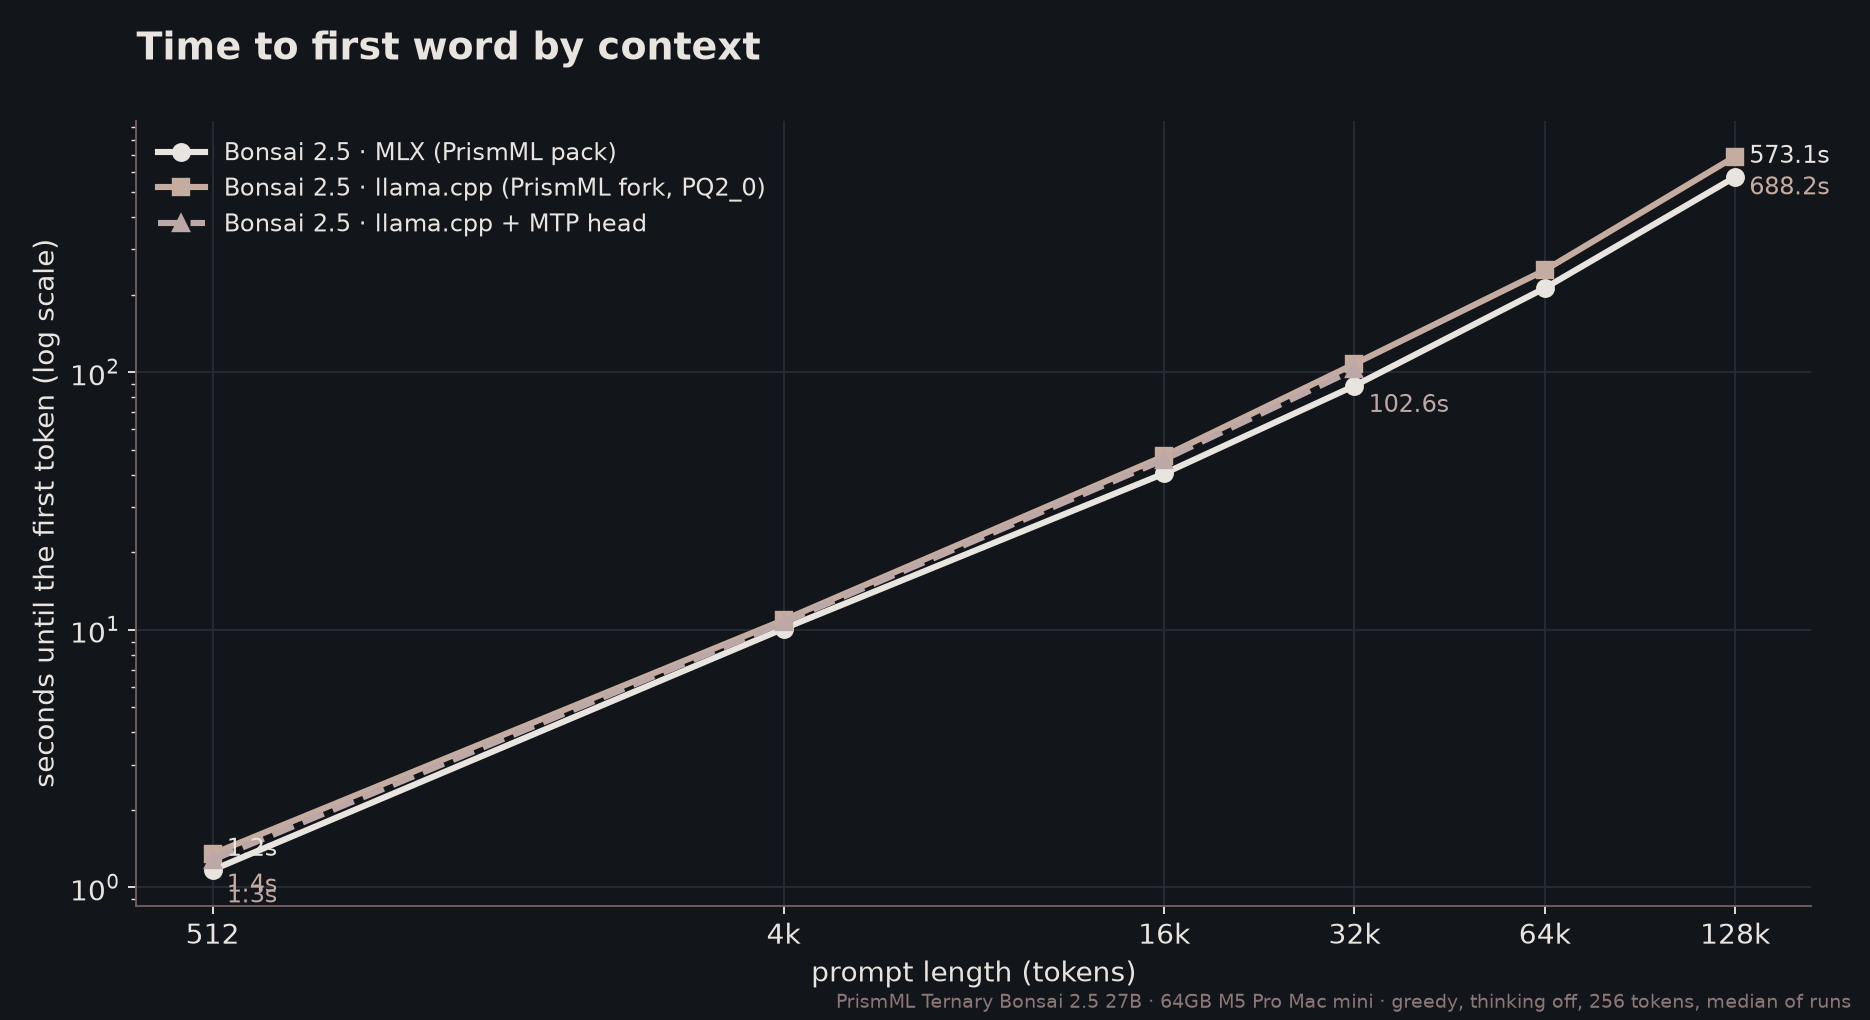 Time to first word by context
Bonsai 2.5 · MLX (PrismML pack)
Bonsai 2.5 · llama.cpp (PrismML fork, PQ2_0)
Bonsai 2.5 · llama.cpp + MTP head
573.1s
688.2s
102.6s
1.2s
1.4s
1.3s
seconds until the first token (log scale)
10²
10¹
10⁰
512 4k 16k 32k 64k 128k
prompt length (tokens)
PrismML Ternary Bonsai 2.5 27B · 64GB M5 Pro Mac mini · greedy, thinking off, 256 tokens, median of runs